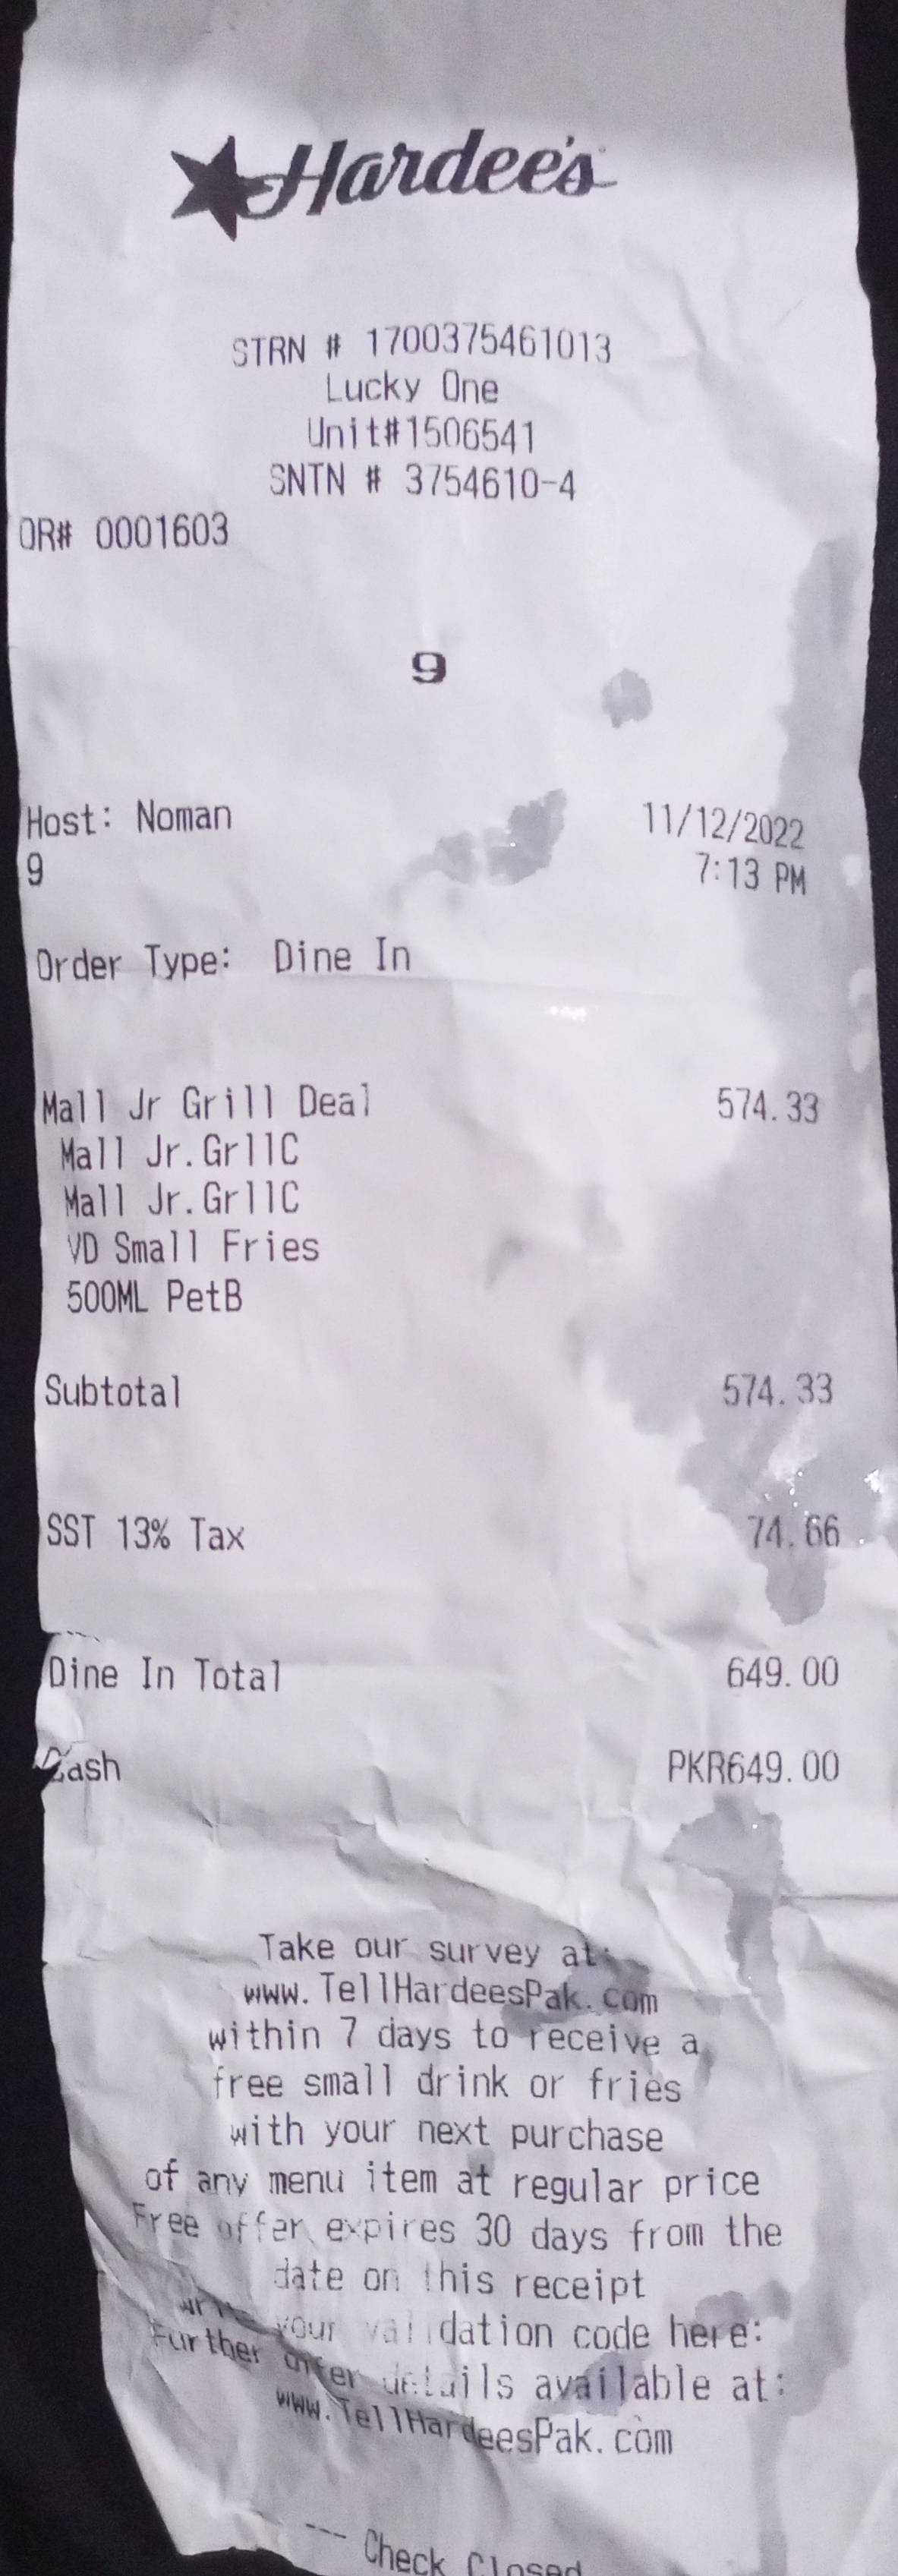 Hardee's
STRN # 1700375461013
Lucky One
Unit#1506541
SNTN # 3754610-4
OR# 0001603
9
Host: Noman 11/12/2022
9 7:13 PM
Order Type: Dine In
Mall Jr Grill Deal 574.33
Mall Jr.GrllC
Mall Jr.GrllC
VD Small Fries
500ML PetB
Subtotal 574.33
SST 13% Tax 74.66
Dine In Total 649.00
Cash PKR649.00
Take our survey at:
www.TellHardeesPak.com
within 7 days to receive a
free small drink or fries
with your next purchase
of any menu item at regular price
Free offer expires 30 days from the
date on this receipt
write your validation code here:
Further offer details available at:
www.TellHardeesPak.com
--- Check Closed